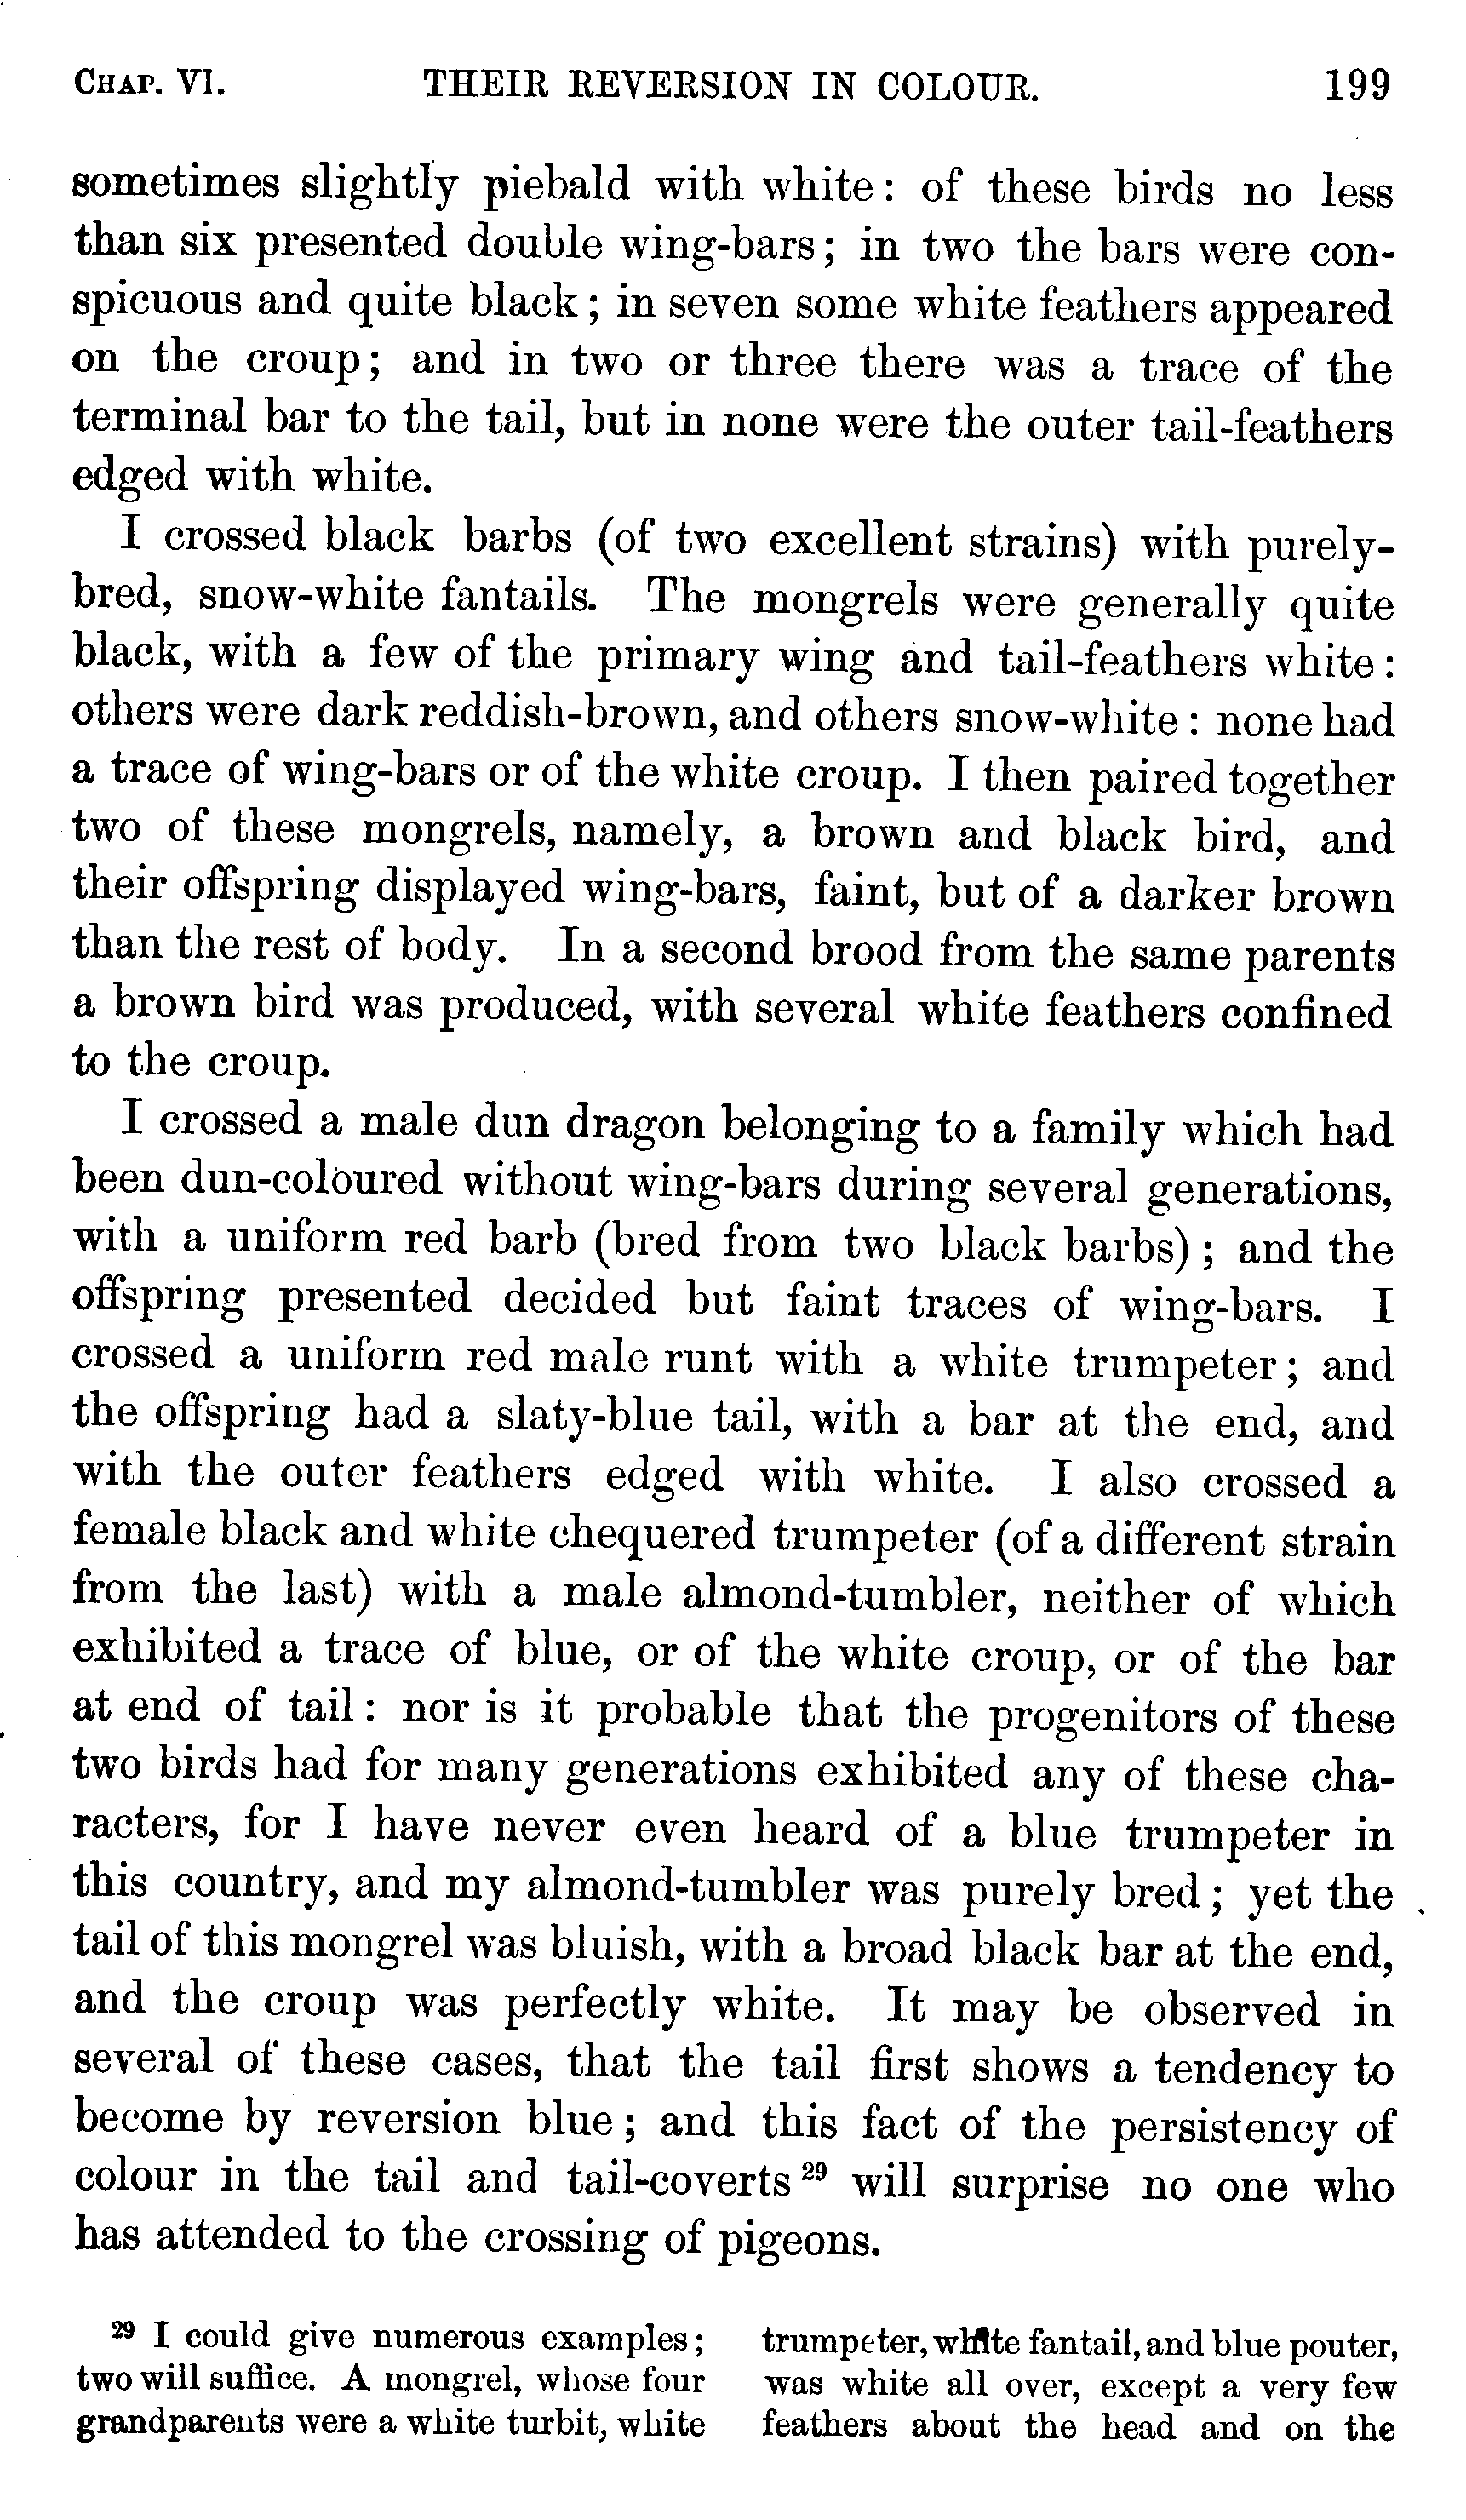 CHAP. VI. THEIR REVERSION IN COLOUR. 199
sometimes slightly piebald with white: of these birds no less
than six presented double wing-bars; in two the bars were con-
spicuous and quite black; in seven some white feathers appeared
on the croup; and in two or three there was a trace of the
terminal bar to the tail, but in none were the outer tail-feathers
edged with white.
I crossed black barbs (of two excellent strains) with purely-
bred, snow-white fantails. The mongrels were generally quite
black, with a few of the primary wing and tail-feathers white:
others were dark reddish-brown, and others snow-white: none had
a trace of wing-bars or of the white croup. I then paired together
two of these mongrels, namely, a brown and black bird, and
their offspring displayed wing-bars, faint, but of a darker brown
than the rest of body. In a second brood from the same parents
a brown bird was produced, with several white feathers confined
to the croup.
I crossed a male dun dragon belonging to a family which had
been dun-coloured without wing-bars during several generations,
with a uniform red barb (bred from two black barbs); and the
offspring presented decided but faint traces of wing-bars. I
crossed a uniform red male runt with a white trumpeter; and
the offspring had a slaty-blue tail, with a bar at the end, and
with the outer feathers edged with white. I also crossed a
female black and white chequered trumpeter (of a different strain
from the last) with a male almond-tumbler, neither of which
exhibited a trace of blue, or of the white croup, or of the bar
at end of tail: nor is it probable that the progenitors of these
two birds had for many generations exhibited any of these cha-
racters, for I have never even heard of a blue trumpeter in
this country, and my almond-tumbler was purely bred; yet the
tail of this mongrel was bluish, with a broad black bar at the end,
and the croup was perfectly white. It may be observed in
several of these cases, that the tail first shows a tendency to
become by reversion blue; and this fact of the persistency of
colour in the tail and tail-coverts 29 will surprise no one who
has attended to the crossing of pigeons.
29 I could give numerous examples;
two will suffice. A mongrel, whose four
grandparents were a white turbit, white
trumpeter, white fantail, and blue pouter,
was white all over, except a very few
feathers about the head and on the